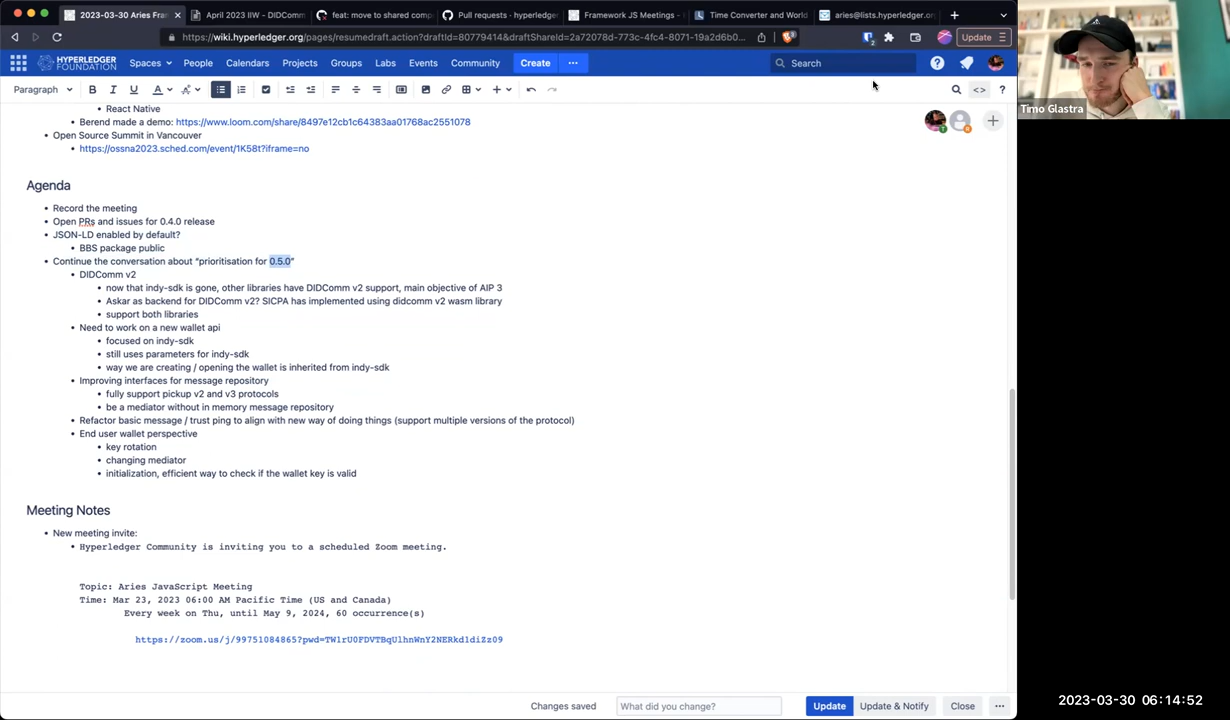 2023-03-30 Aries Fram
April 2023 IIW - DIDComm
feat: move to shared comp
Pull requests · hyperledge
Framework JS Meetings -
Time Converter and World
aries@lists.hyperledger.or
https://wiki.hyperledger.org/pages/resumedraft.action?draftId=80779414&draftShareId=2a72078d-773c-4fc4-8071-19a2d6b0...
Update
HYPERLEDGER FOUNDATION
Spaces People Calendars Projects Groups Labs Events Community Create ··· Search
Paragraph B I U A
• React Native
• Berend made a demo: https://www.loom.com/share/8497e12cb1c64383aa01768ac2551078
• Open Source Summit in Vancouver
• https://ossna2023.sched.com/event/1K58t?iframe=no
Agenda
• Record the meeting
• Open PRs and issues for 0.4.0 release
• JSON-LD enabled by default?
• BBS package public
• Continue the conversation about “prioritisation for 0.5.0”
• DIDComm v2
• now that indy-sdk is gone, other libraries have DIDComm v2 support, main objective of AIP 3
• Askar as backend for DIDComm v2? SICPA has implemented using didcomm v2 wasm library
• support both libraries
• Need to work on a new wallet api
• focused on indy-sdk
• still uses parameters for indy-sdk
• way we are creating / opening the wallet is inherited from indy-sdk
• Improving interfaces for message repository
• fully support pickup v2 and v3 protocols
• be a mediator without in memory message repository
• Refactor basic message / trust ping to align with new way of doing things (support multiple versions of the protocol)
• End user wallet perspective
• key rotation
• changing mediator
• initialization, efficient way to check if the wallet key is valid
Meeting Notes
• New meeting invite:
• Hyperledger Community is inviting you to a scheduled Zoom meeting.
Topic: Aries JavaScript Meeting
Time: Mar 23, 2023 06:00 AM Pacific Time (US and Canada)
Every week on Thu, until May 9, 2024, 60 occurrence(s)
https://zoom.us/j/99751084865?pwd=TW1rU0FDVTBqUlhnWnY2NERkd1diZz09
Changes saved
What did you change?
Update
Update & Notify
Close
···
Timo Glastra
2023-03-30 06:14:52